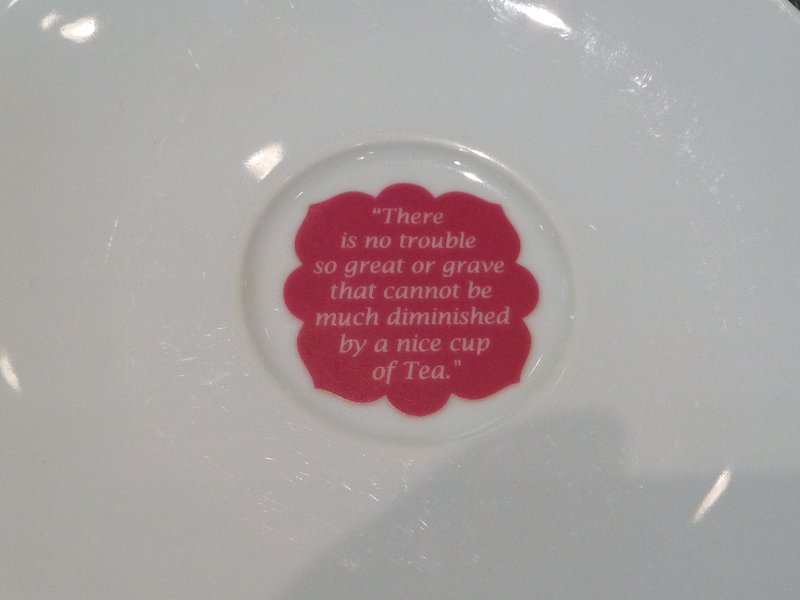 "There
is no trouble
so great or grave
that cannot be
much diminished
by a nice cup
of Tea."